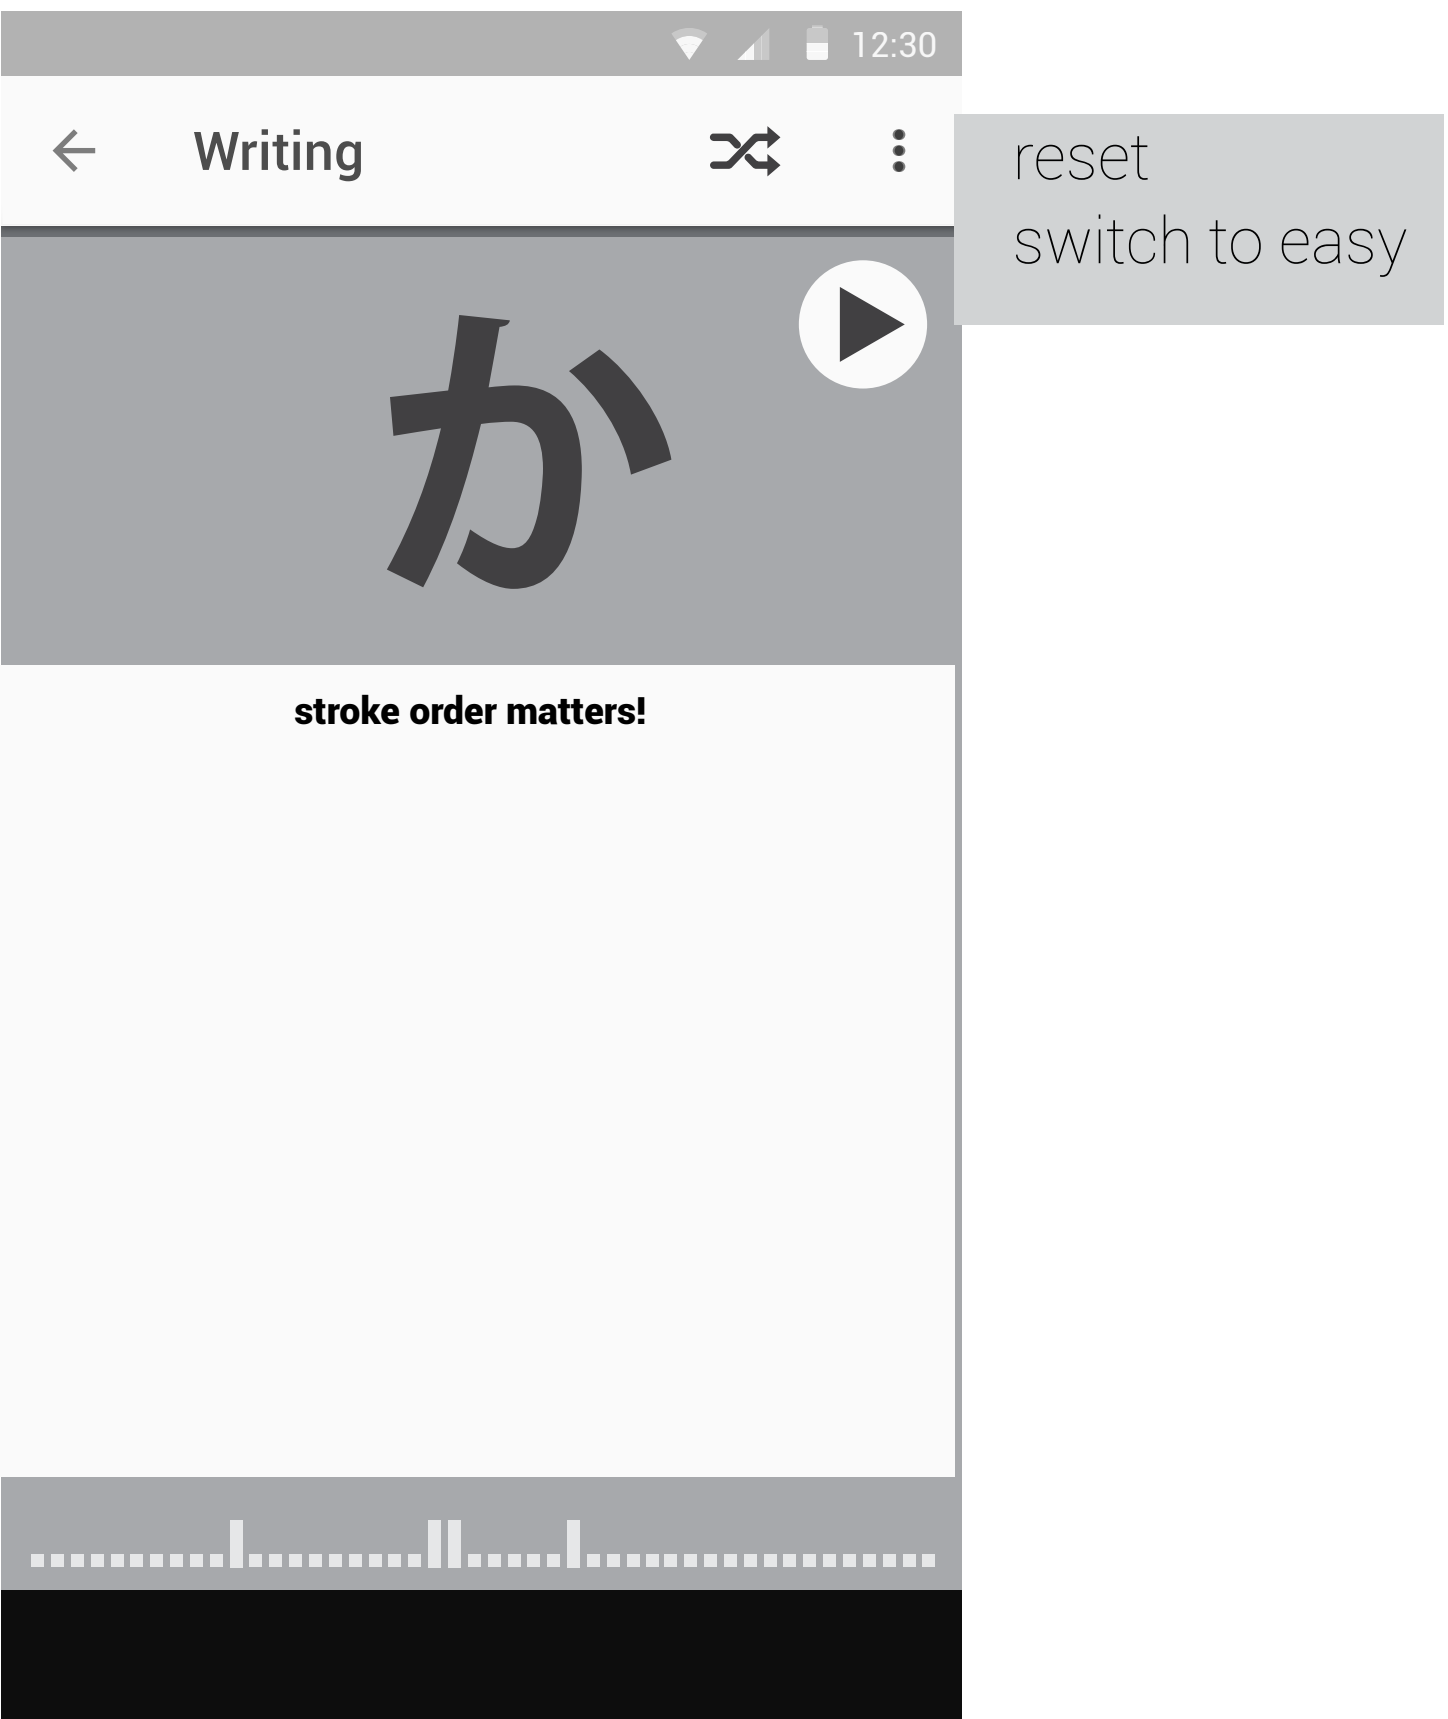 12:30
Writing
reset
switch to easy
か
stroke order matters!